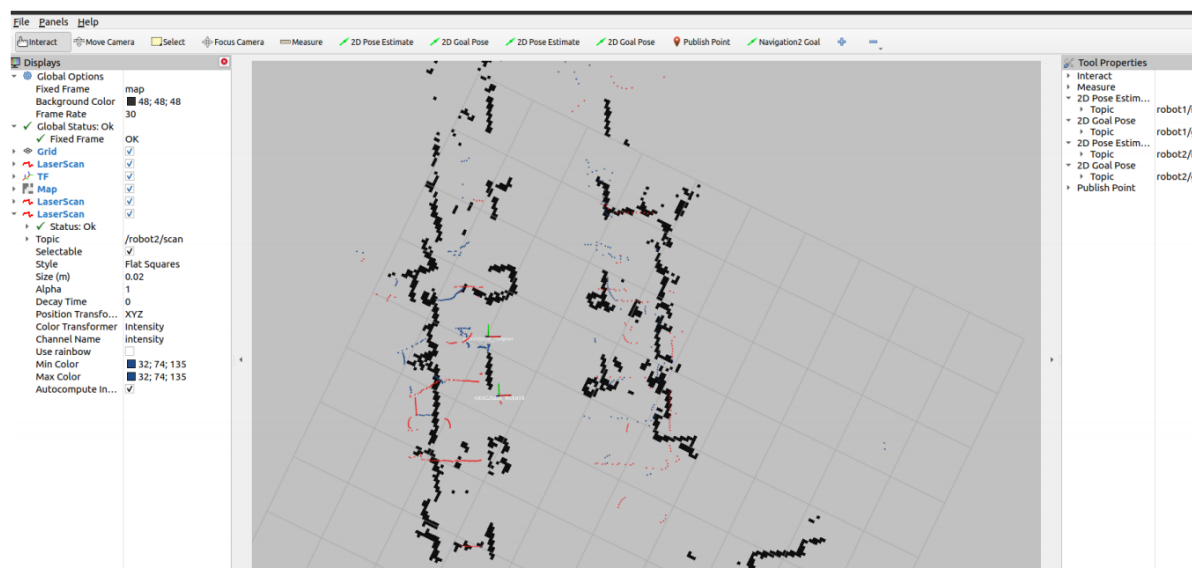 File Panels Help
Interact Move Camera Select Focus Camera Measure 2D Pose Estimate 2D Goal Pose 2D Pose Estimate 2D Goal Pose Publish Point Navigation2 Goal
Displays
Global Options
Fixed Frame map
Background Color 48; 48; 48
Frame Rate 30
Global Status: Ok
Fixed Frame OK
Grid
LaserScan
TF
Map
LaserScan
LaserScan
Status: Ok
Topic /robot2/scan
Selectable
Style Flat Squares
Size (m) 0.02
Alpha 1
Decay Time 0
Position Transfo... XYZ
Color Transformer Intensity
Channel Name intensity
Use rainbow
Min Color 32; 74; 135
Max Color 32; 74; 135
Autocompute In...
Tool Properties
Interact
Measure
2D Pose Estim...
Topic robot1/
2D Goal Pose
Topic robot1/
2D Pose Estim...
Topic robot2/
2D Goal Pose
Topic robot2/
Publish Point